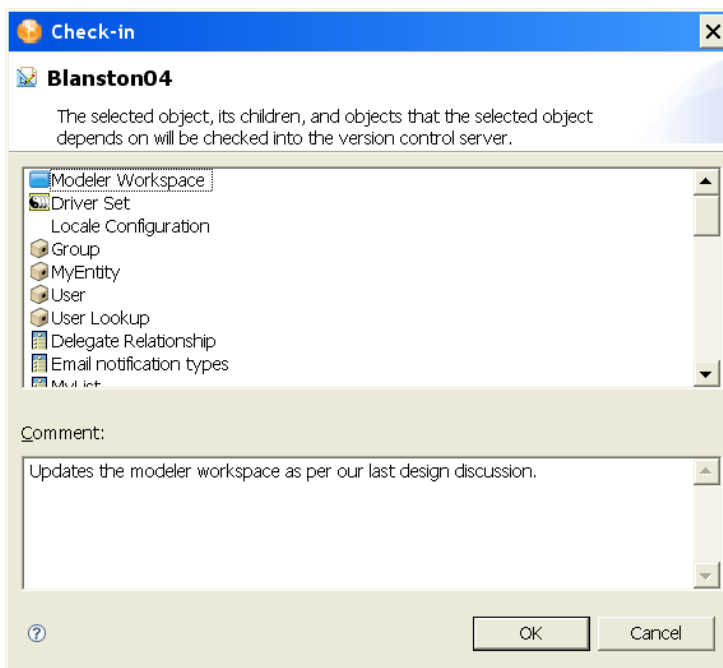 Check-in
Blanston04
The selected object, its children, and objects that the selected object
depends on will be checked into the version control server.
Modeler Workspace
Driver Set
Locale Configuration
Group
MyEntity
User
User Lookup
Delegate Relationship
Email notification types
MyList
Comment:
Updates the modeler workspace as per our last design discussion.
OK
Cancel